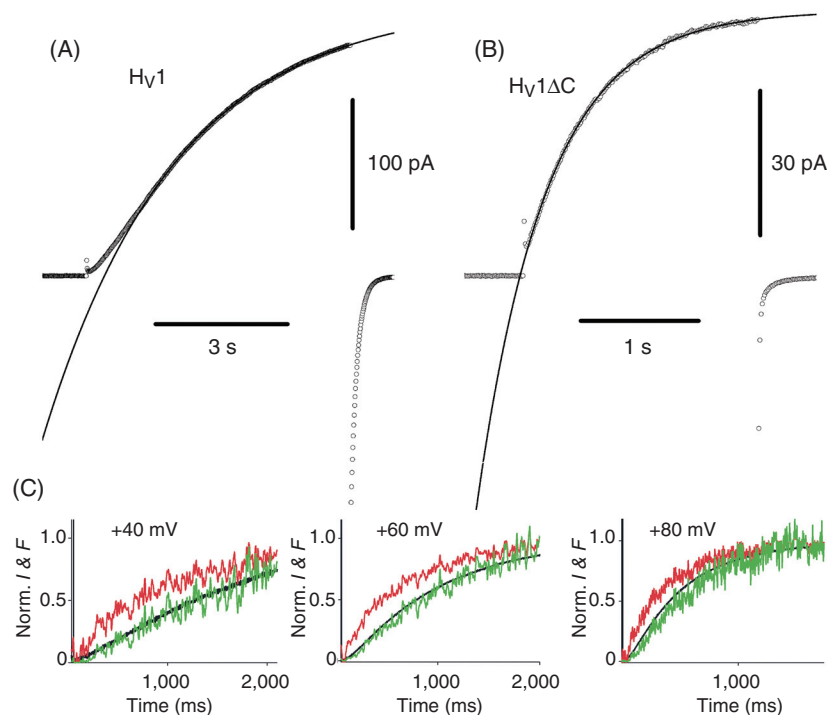 (A)
H_V1
100 pA
3 s
(B)
H_V1ΔC
30 pA
1 s
(C)
Norm. I & F
1.0
0.5
0
+40 mV
1,000
2,000
Time (ms)
Norm. I & F
1.0
0.5
0
+60 mV
1,000
2,000
Time (ms)
Norm. I & F
1.0
0.5
0
+80 mV
1,000
Time (ms)